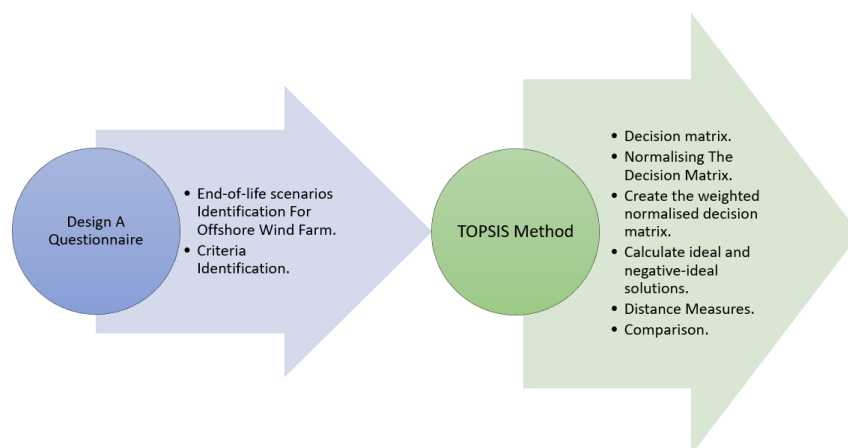 Design A
Questionnaire
• End-of-life scenarios
Identification For
Offshore Wind Farm.
• Criteria
Identification.
TOPSIS Method
• Decision matrix.
• Normalising The
Decision Matrix.
• Create the weighted
normalised decision
matrix.
• Calculate ideal and
negative-ideal
solutions.
• Distance Measures.
• Comparison.